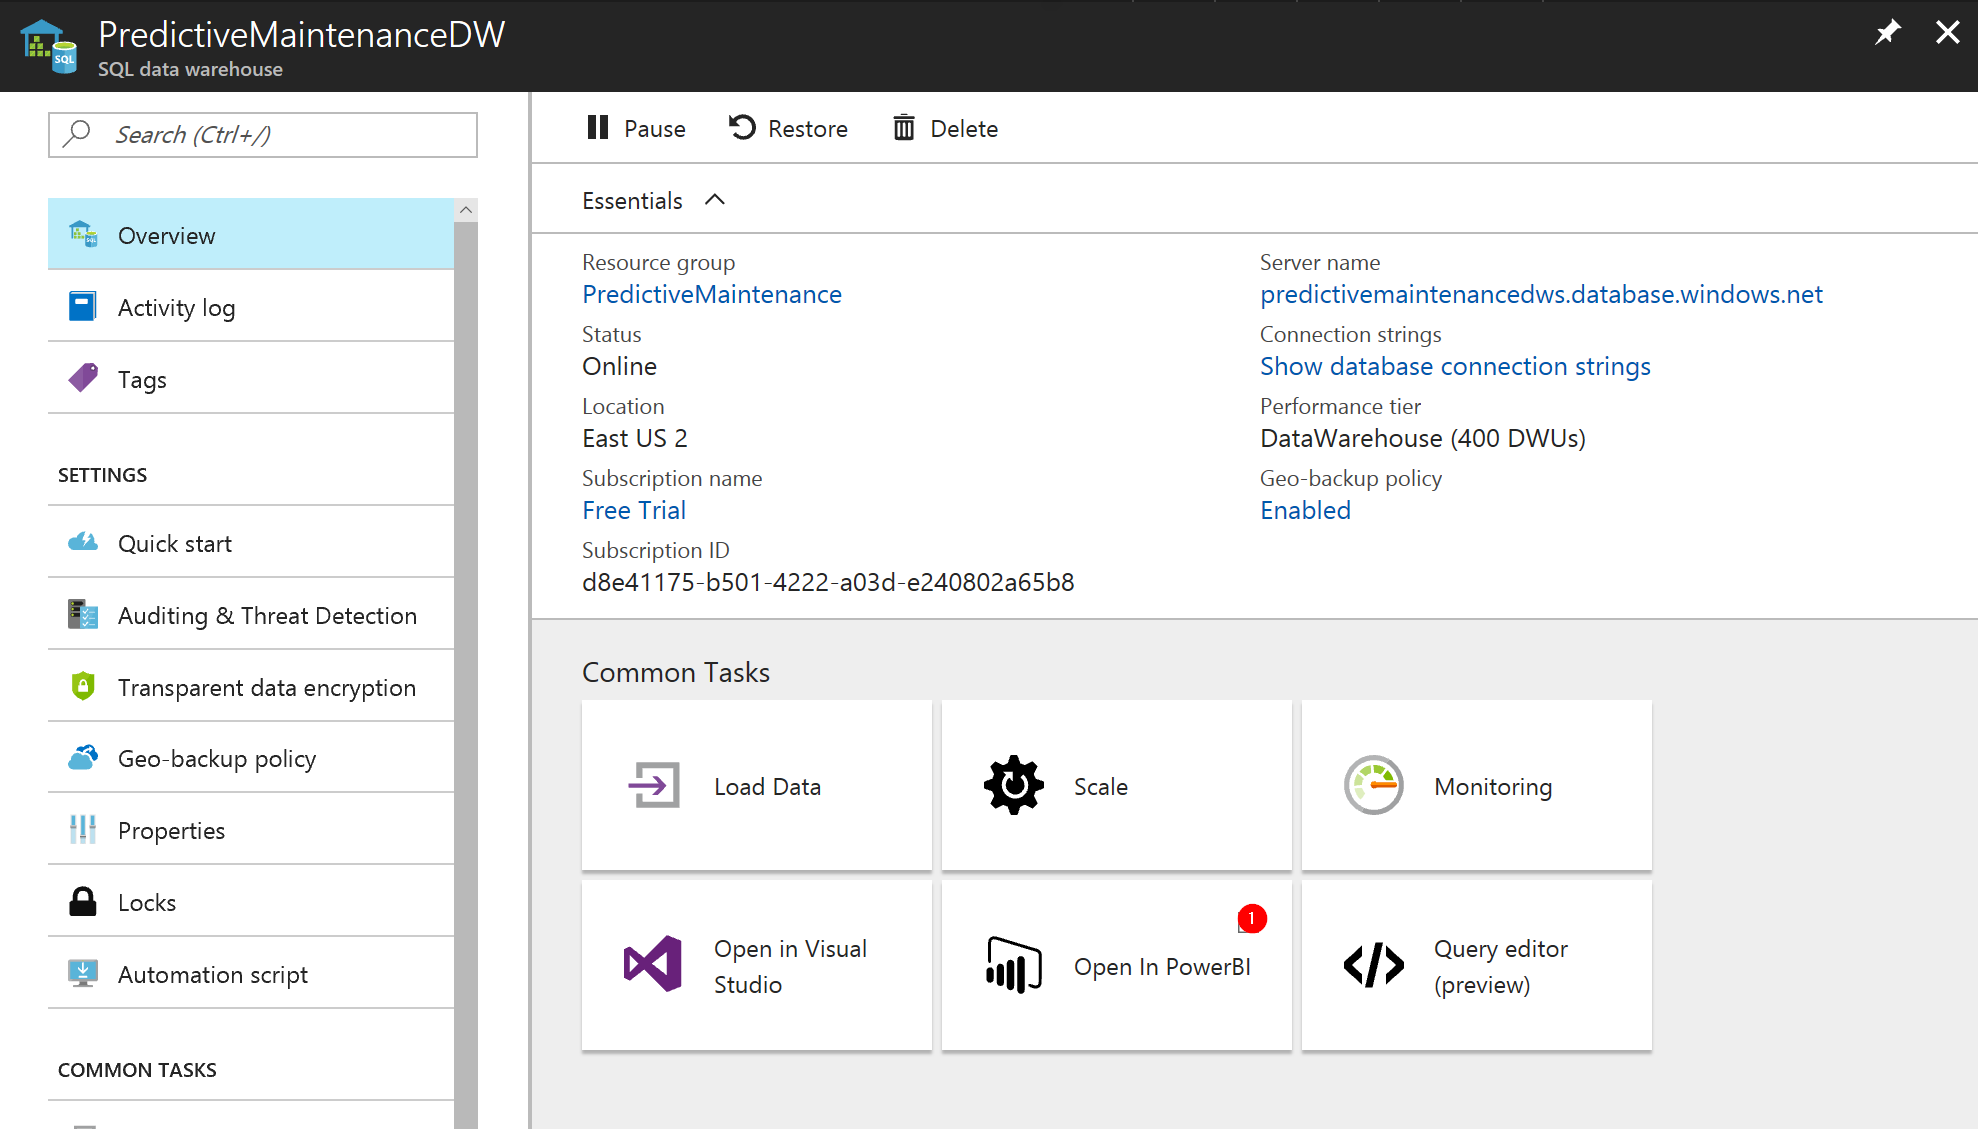 PredictiveMaintenanceDW
SQL data warehouse
SQL
Search (Ctrl+/)
Overview
Activity log
Tags
SETTINGS
Quick start
Auditing & Threat Detection
Transparent data encryption
Geo-backup policy
Properties
Locks
Automation script
COMMON TASKS
Pause
Restore
Delete
Essentials
Resource group
PredictiveMaintenance
Status
Online
Location
East US 2
Subscription name
Free Trial
Subscription ID
d8e41175-b501-4222-a03d-e240802a65b8
Server name
predictivemaintenancedws.database.windows.net
Connection strings
Show database connection strings
Performance tier
DataWarehouse (400 DWUs)
Geo-backup policy
Enabled
Common Tasks
Load Data
Scale
Monitoring
Open in Visual
Studio
1
Open In PowerBI
Query editor
(preview)